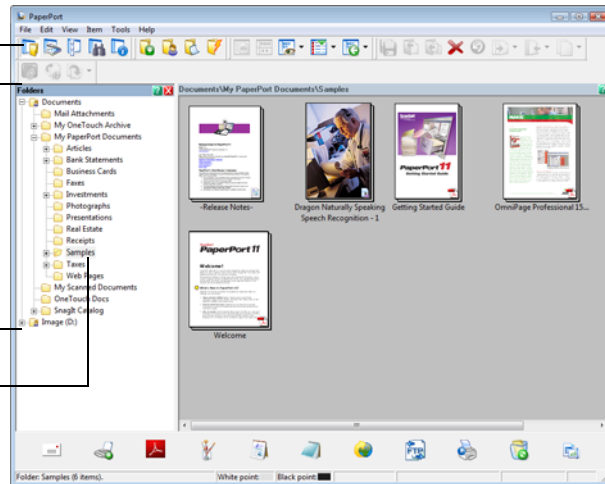 PaperPort
File Edit View Item Tools Help
Folders
Documents\My PaperPort Documents\Samples
Documents
Mail Attachments
My OneTouch Archive
My PaperPort Documents
Articles
Bank Statements
Business Cards
Faxes
Investments
Photographs
Presentations
Real Estate
Receipts
Samples
Taxes
Web Pages
My Scanned Documents
OneTouch Docs
SnagIt Catalog
Image (D:)
-Release Notes-
Dragon Naturally Speaking
Speech Recognition - 1
PaperPort 11
Getting Started Guide
Getting Started Guide
OmniPage Professional 15...
PaperPort 11
Welcome!
Welcome
FTP
Folder: Samples (6 items).
White point:
Black point: